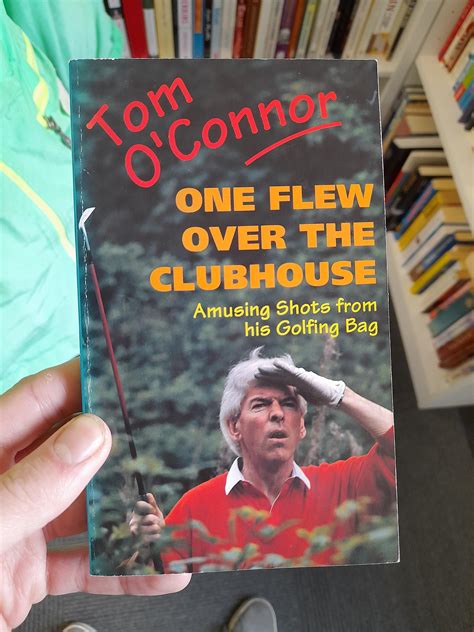 Tom
O'Connor
ONE FLEW
OVER THE
CLUBHOUSE
Amusing Shots from
his Golfing Bag